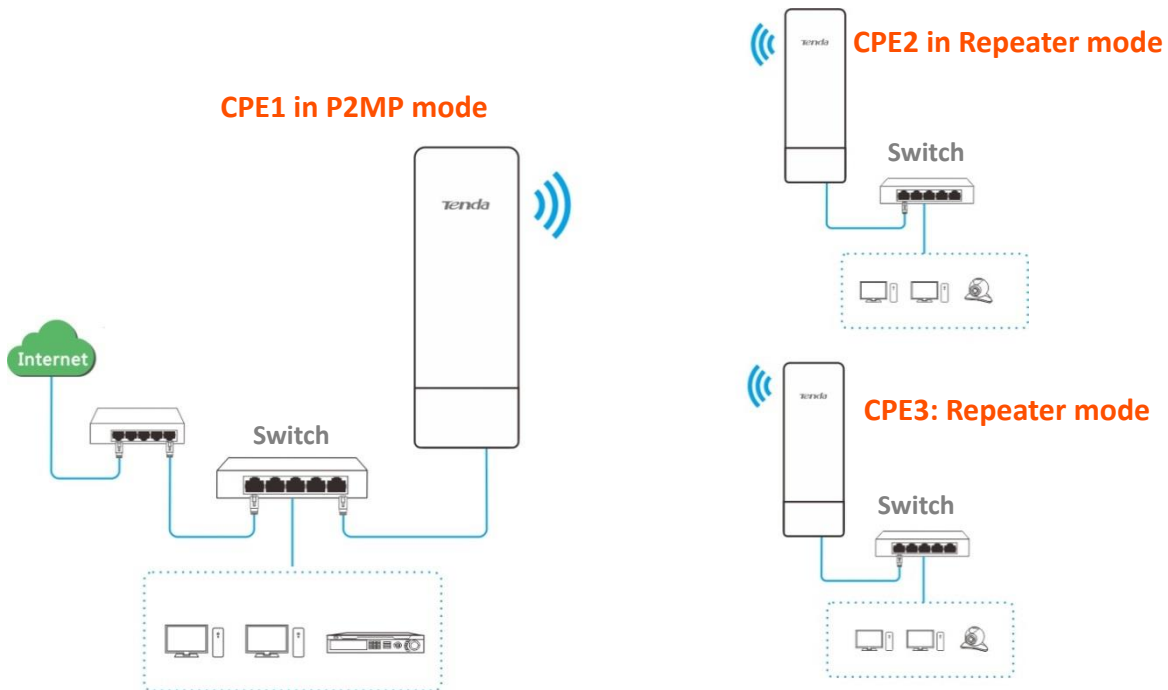 CPE2 in Repeater mode
Tenda
CPE1 in P2MP mode
Switch
Tenda
Internet
CPE3: Repeater mode
Tenda
Switch
Switch